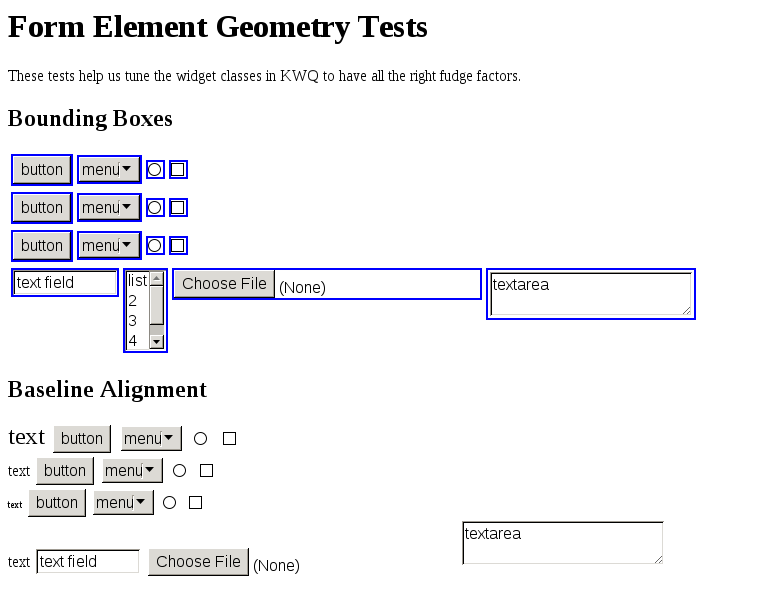 Form Element Geometry Tests
These tests help us tune the widget classes in KWQ to have all the right fudge factors.
Bounding Boxes
button menu
button menu
button menu
text field list Choose File (None) textarea
2
3
4
Baseline Alignment
text button menu
text button menu
text button menu
textarea
text text field Choose File (None)